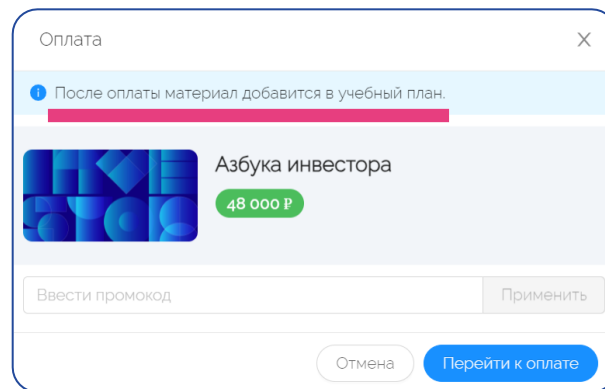 Оплата
После оплаты материал добавится в учебный план.
Азбука инвестора
48 000 ₽
Ввести промокод
Применить
Отмена
Перейти к оплате